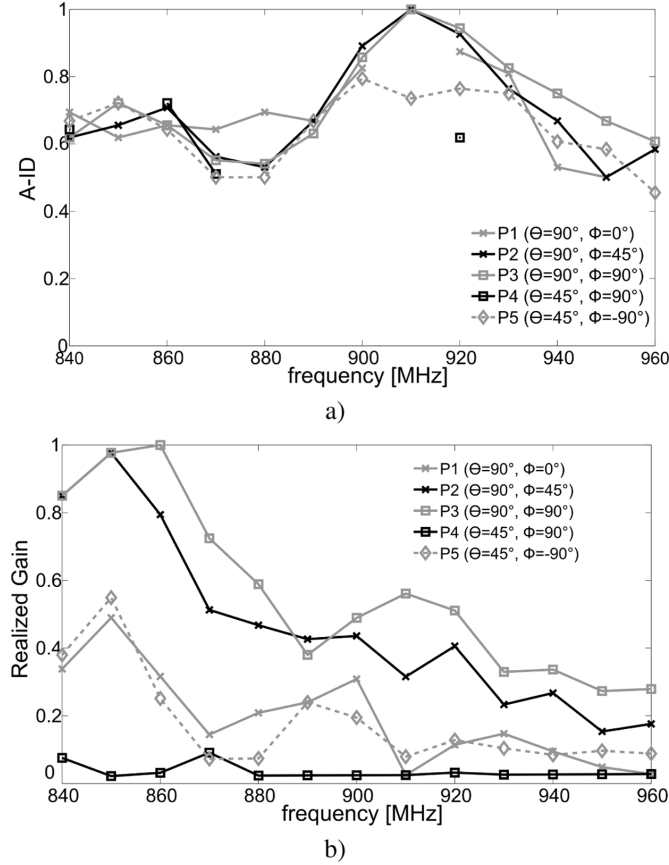 1
0.8
0.6
0.4
0.2
0
A-ID
P1 (Θ=90°, Φ=0°)
P2 (Θ=90°, Φ=45°)
P3 (Θ=90°, Φ=90°)
P4 (Θ=45°, Φ=90°)
P5 (Θ=45°, Φ=-90°)
840 860 880 900 920 940 960
frequency [MHz]
a)
1
0.8
0.6
0.4
0.2
0
Realized Gain
P1 (Θ=90°, Φ=0°)
P2 (Θ=90°, Φ=45°)
P3 (Θ=90°, Φ=90°)
P4 (Θ=45°, Φ=90°)
P5 (Θ=45°, Φ=-90°)
840 860 880 900 920 940 960
frequency [MHz]
b)